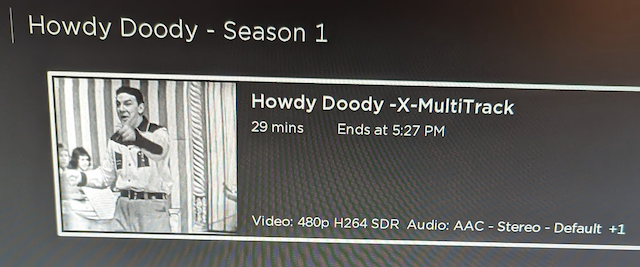 Howdy Doody - Season 1
Howdy Doody -X-MultiTrack
29 mins Ends at 5:27 PM
Video: 480p H264 SDR Audio: AAC - Stereo - Default +1